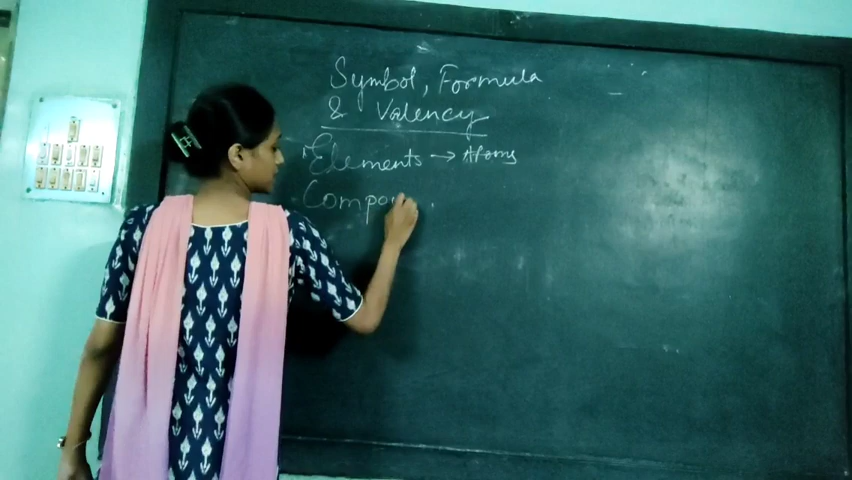 Symbol, Formula
& Valency
Elements → Atoms
Compou